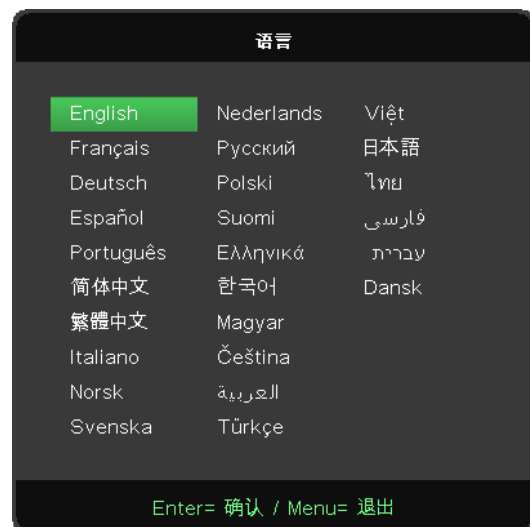 语言
English
Français
Deutsch
Español
Português
简体中文
繁體中文
Italiano
Norsk
Svenska
Nederlands
Русский
Polski
Suomi
Ελληνικά
한국어
Magyar
Čeština
العربية
Türkçe
Việt
日本語
ไทย
فارسی
עברית
Dansk
Enter= 确认 / Menu= 退出